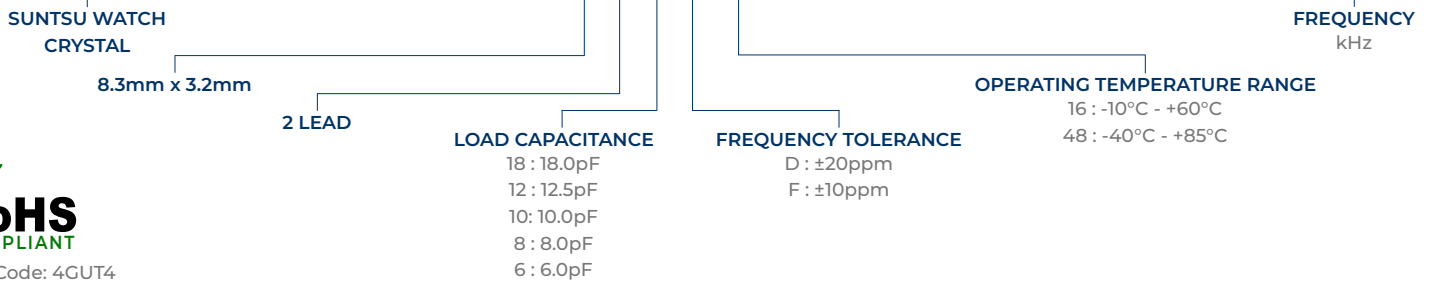 SUNTSU WATCH
CRYSTAL
8.3mm x 3.2mm
2 LEAD
LOAD CAPACITANCE
18 : 18.0pF
12 : 12.5pF
10: 10.0pF
8 : 8.0pF
6 : 6.0pF
FREQUENCY TOLERANCE
D : ±20ppm
F : ±10ppm
OPERATING TEMPERATURE RANGE
16 : -10°C - +60°C
48 : -40°C - +85°C
FREQUENCY
kHz
oHS
PLIANT
Code: 4GUT4